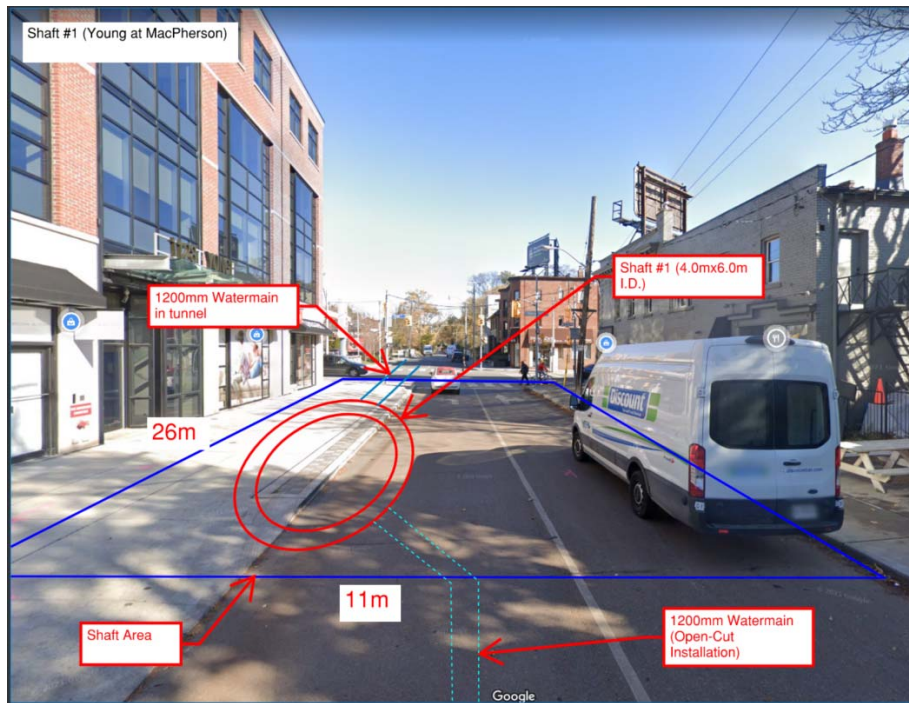 Shaft #1 (Young at MacPherson)
1200mm Watermain
in tunnel
Shaft #1 (4.0mx6.0m
I.D.)
26m
Discount
11m
Shaft Area
1200mm Watermain
(Open-Cut
Installation)
Google